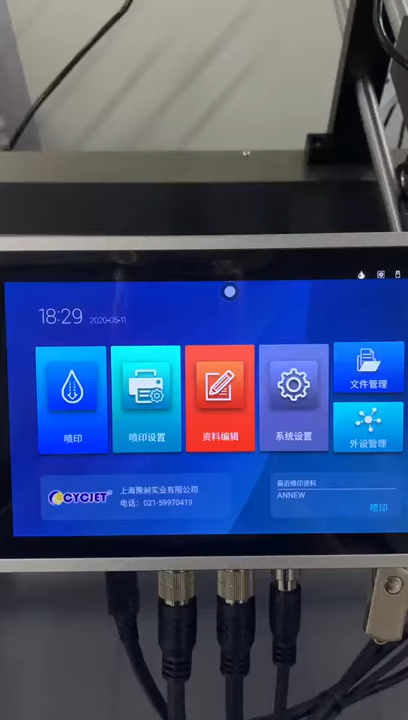 18:29 2020-05-11
喷印
喷印设置
资料编辑
系统设置
文件管理
外设管理
CYCJET
上海豫昶实业有限公司
电话：021-59970419
最近喷印资料
ANNEW
喷印